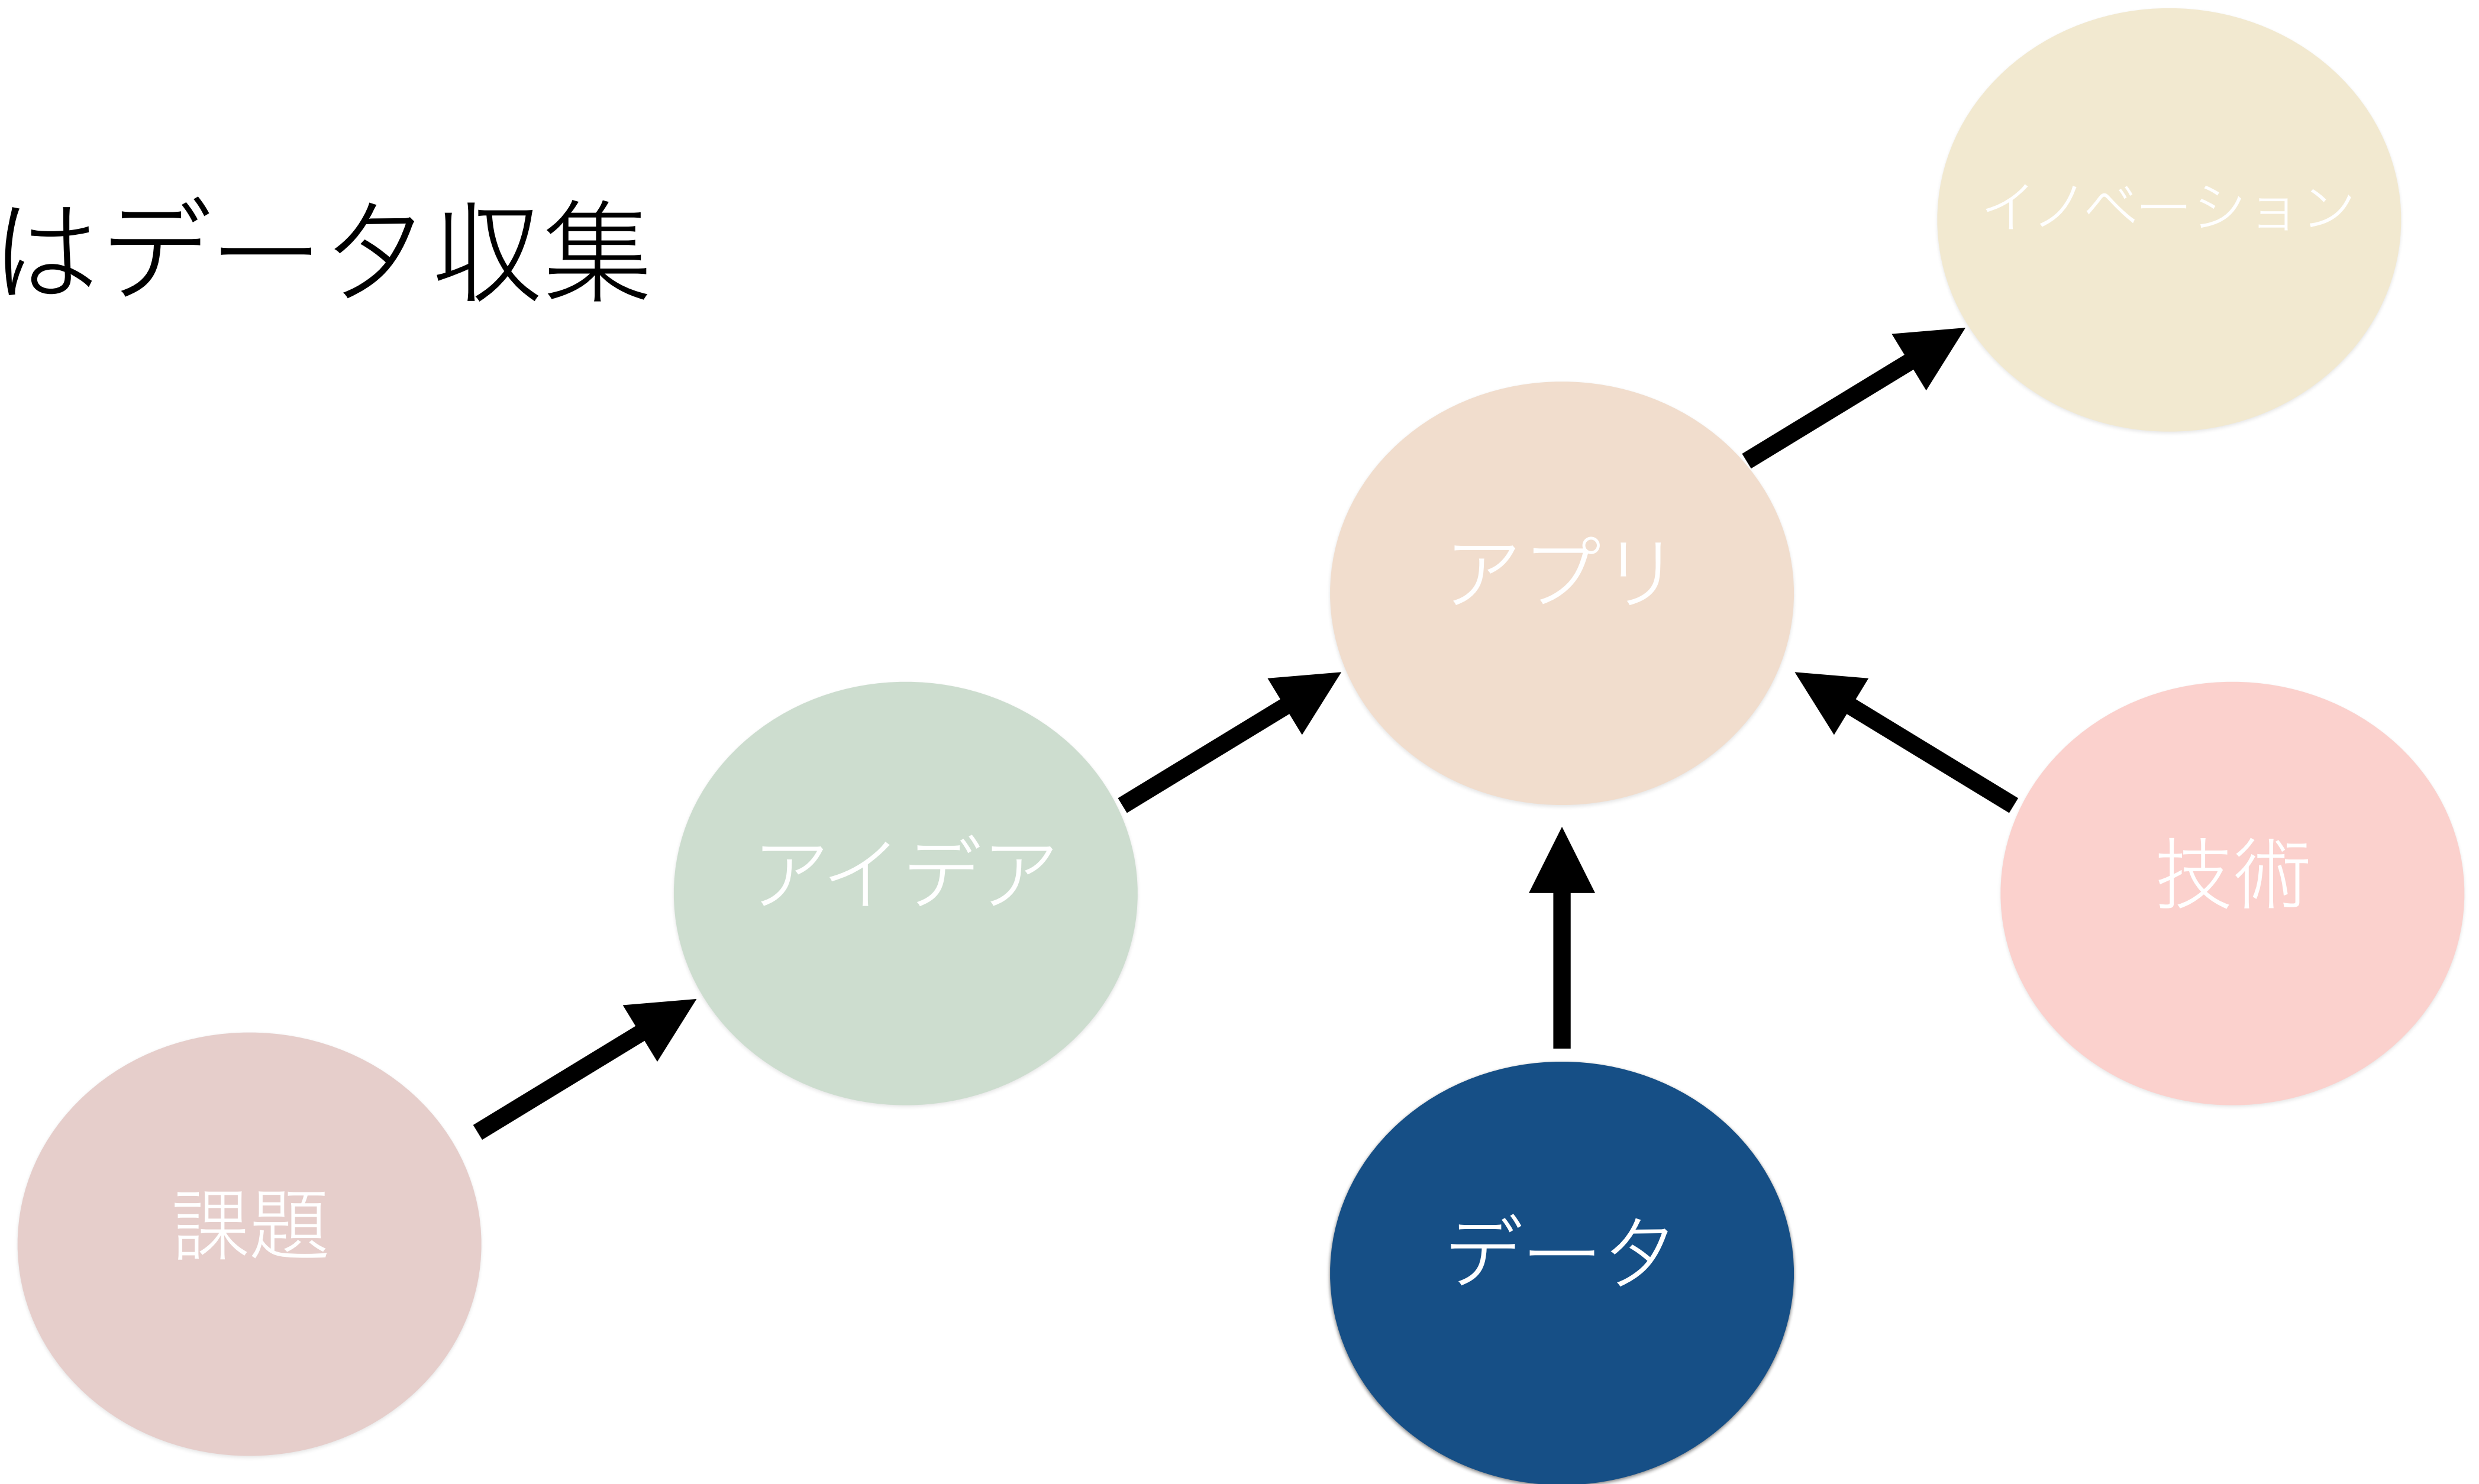 はデータ収集
イノベーション
アプリ
アイデア
技術
課題
データ